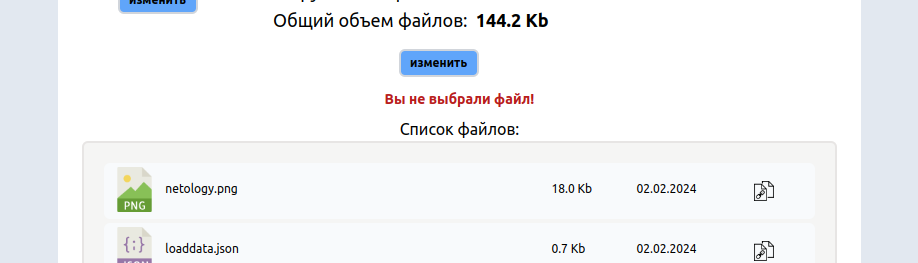 изменить
Общий объем файлов: 144.2 Kb
изменить
Вы не выбрали файл!
Список файлов:
PNG netology.png 18.0 Kb 02.02.2024
{;} loaddata.json 0.7 Kb 02.02.2024
JSON